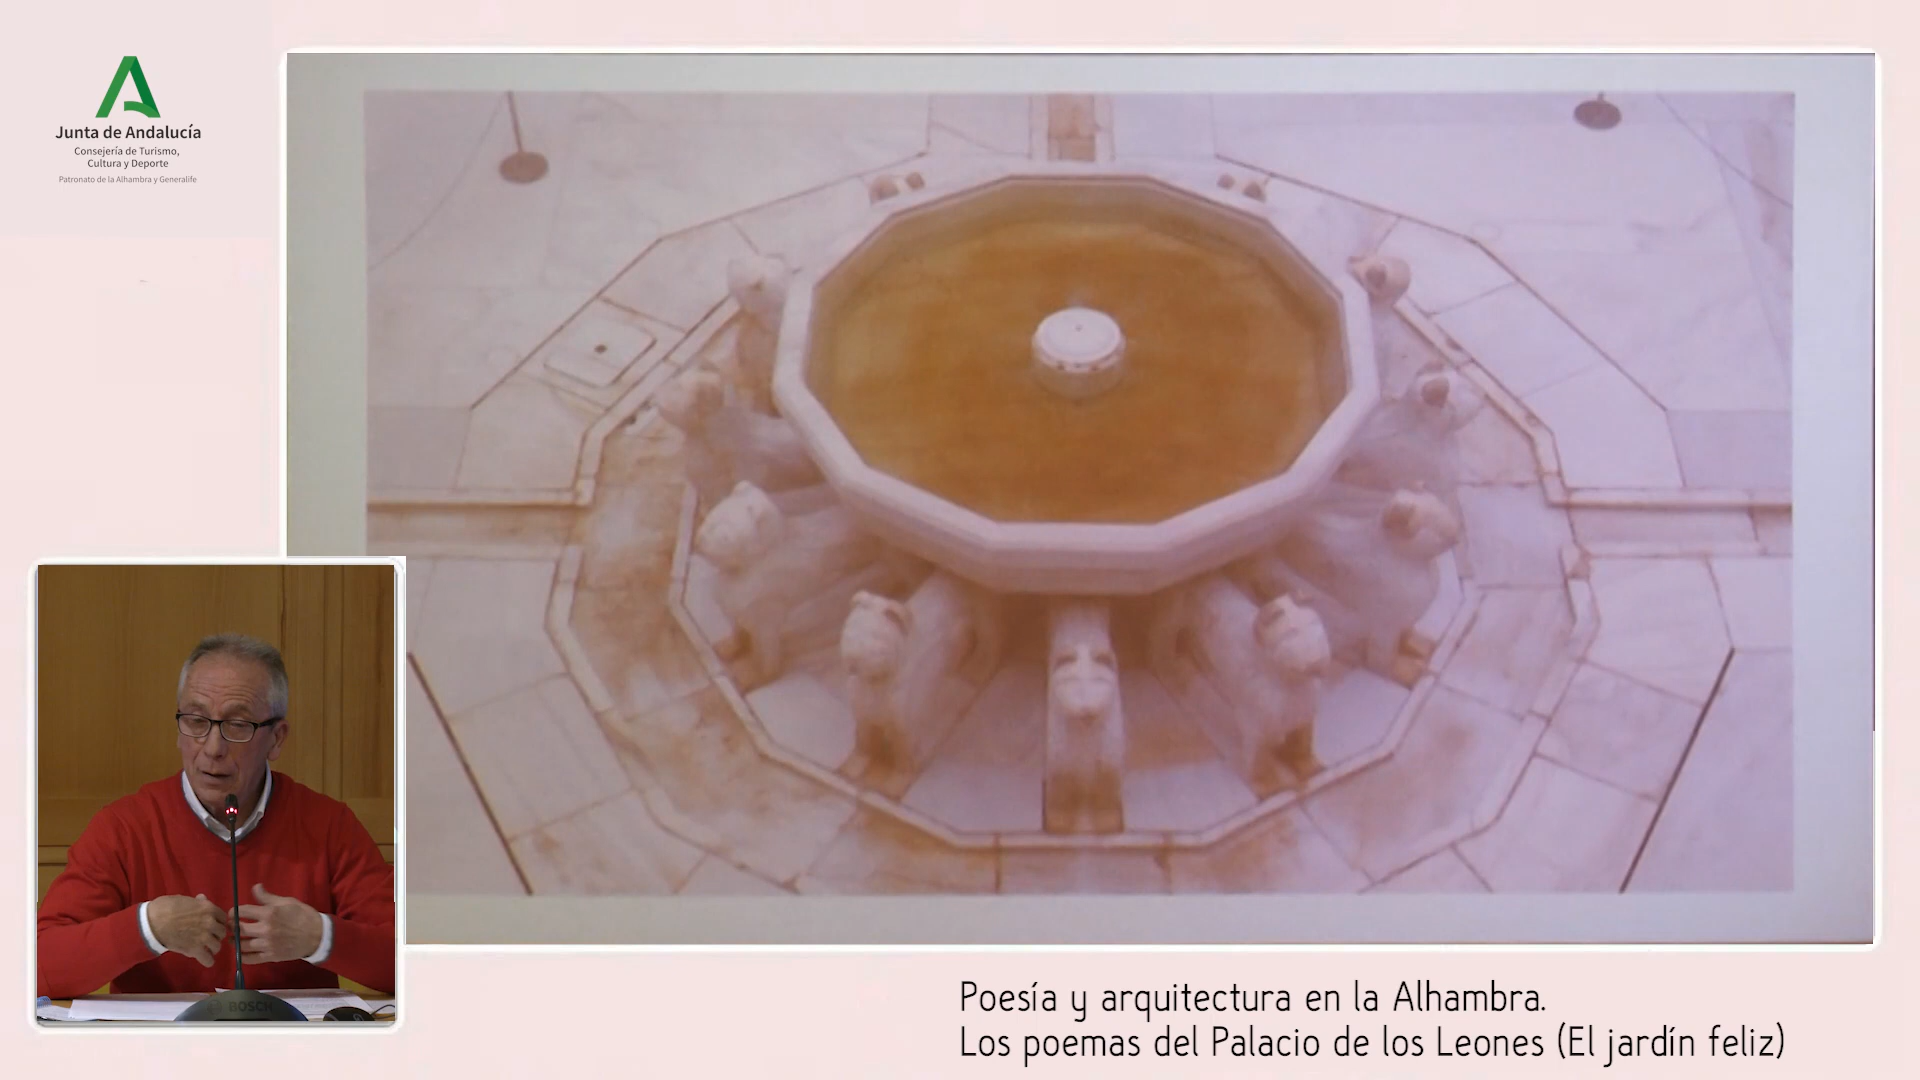 Junta de Andalucía
Consejería de Turismo,
Cultura y Deporte
Patronato de la Alhambra y Generalife
BOSCH
Poesía y arquitectura en la Alhambra.
Los poemas del Palacio de los Leones (El jardín feliz)